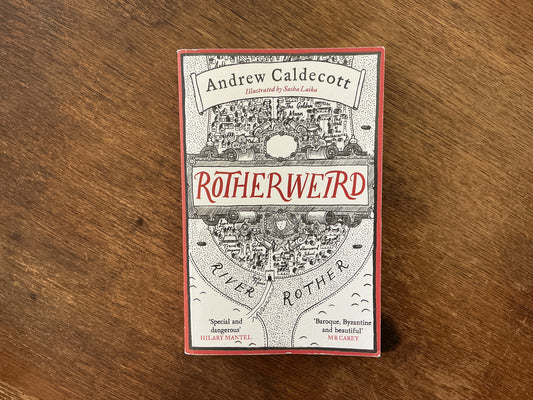 Andrew Caldecott
Illustrated by Sasha Laika
ROTHERWEIRD
RIVER ROTHER
'Special and
dangerous'
HILARY MANTEL
'Baroque, Byzantine
and beautiful'
M R CAREY